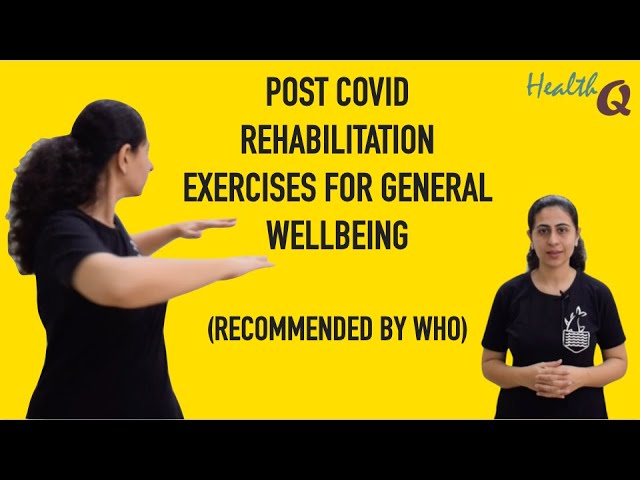 POST COVID
REHABILITATION
EXERCISES FOR GENERAL
WELLBEING
(RECOMMENDED BY WHO)
Health Q